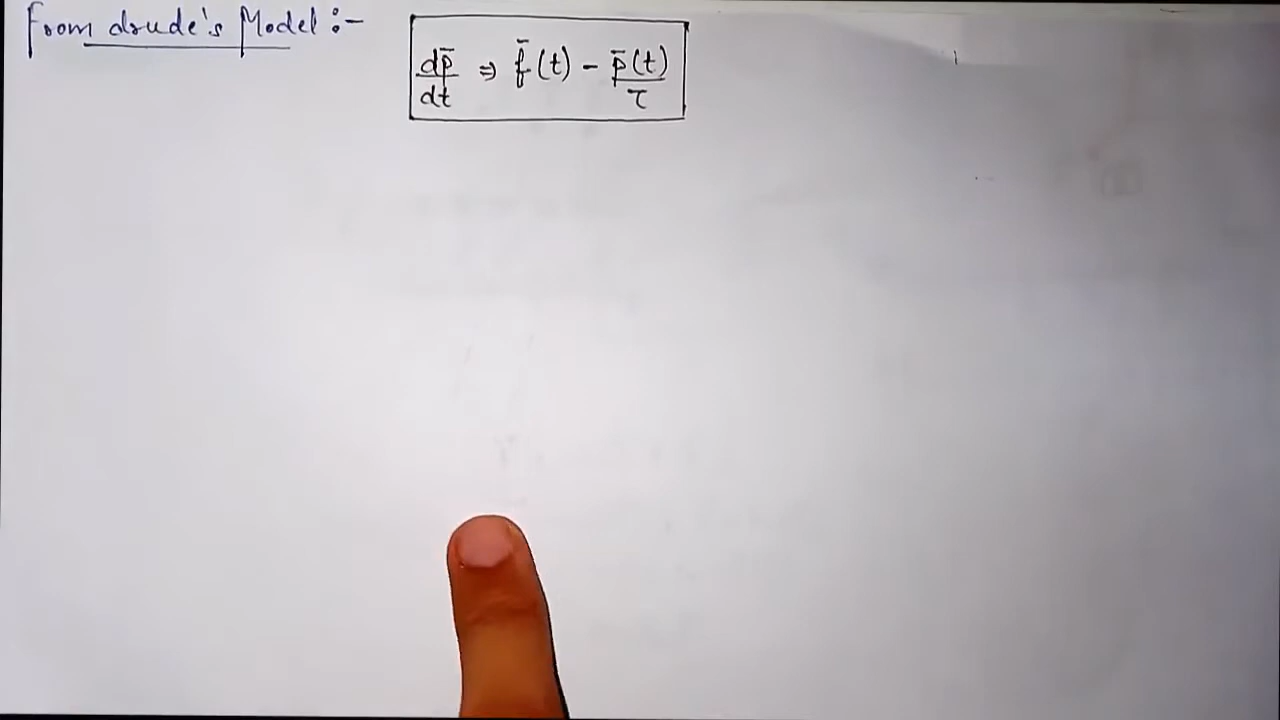 From drude's Model :-
dp̄/dt ⇒ f̄(t) - p̄(t)/τ